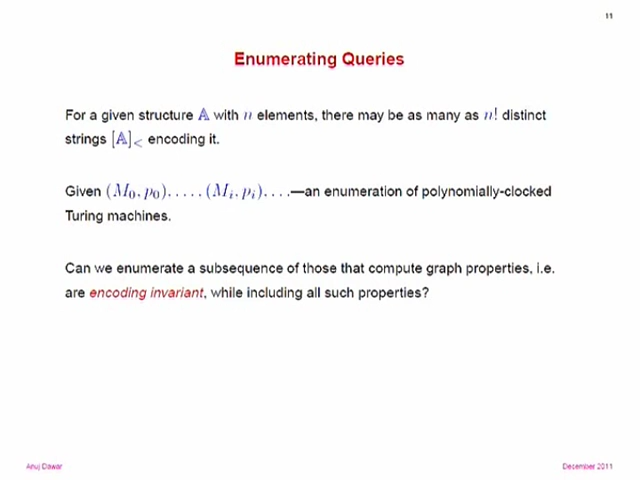 11
Enumerating Queries
For a given structure 𝔸 with n elements, there may be as many as n! distinct
strings [𝔸]< encoding it.
Given (M0, p0), . . . , (Mi, pi), . . .—an enumeration of polynomially-clocked
Turing machines.
Can we enumerate a subsequence of those that compute graph properties, i.e.
are encoding invariant, while including all such properties?
Anuj Dawar
December 2011